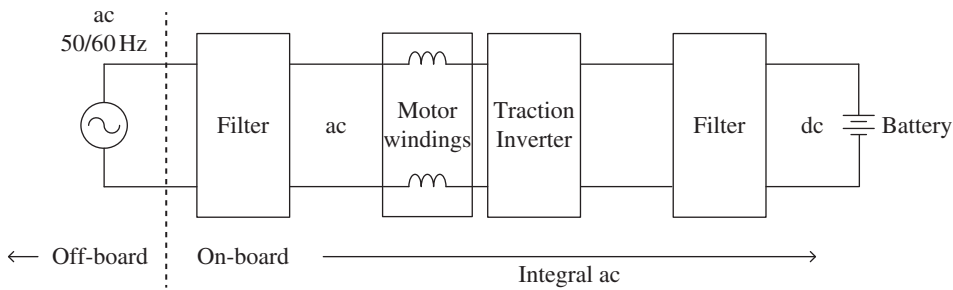 ac
50/60 Hz
Filter
ac
Motor
windings
Traction
Inverter
Filter
dc
Battery
Off-board
On-board
Integral ac